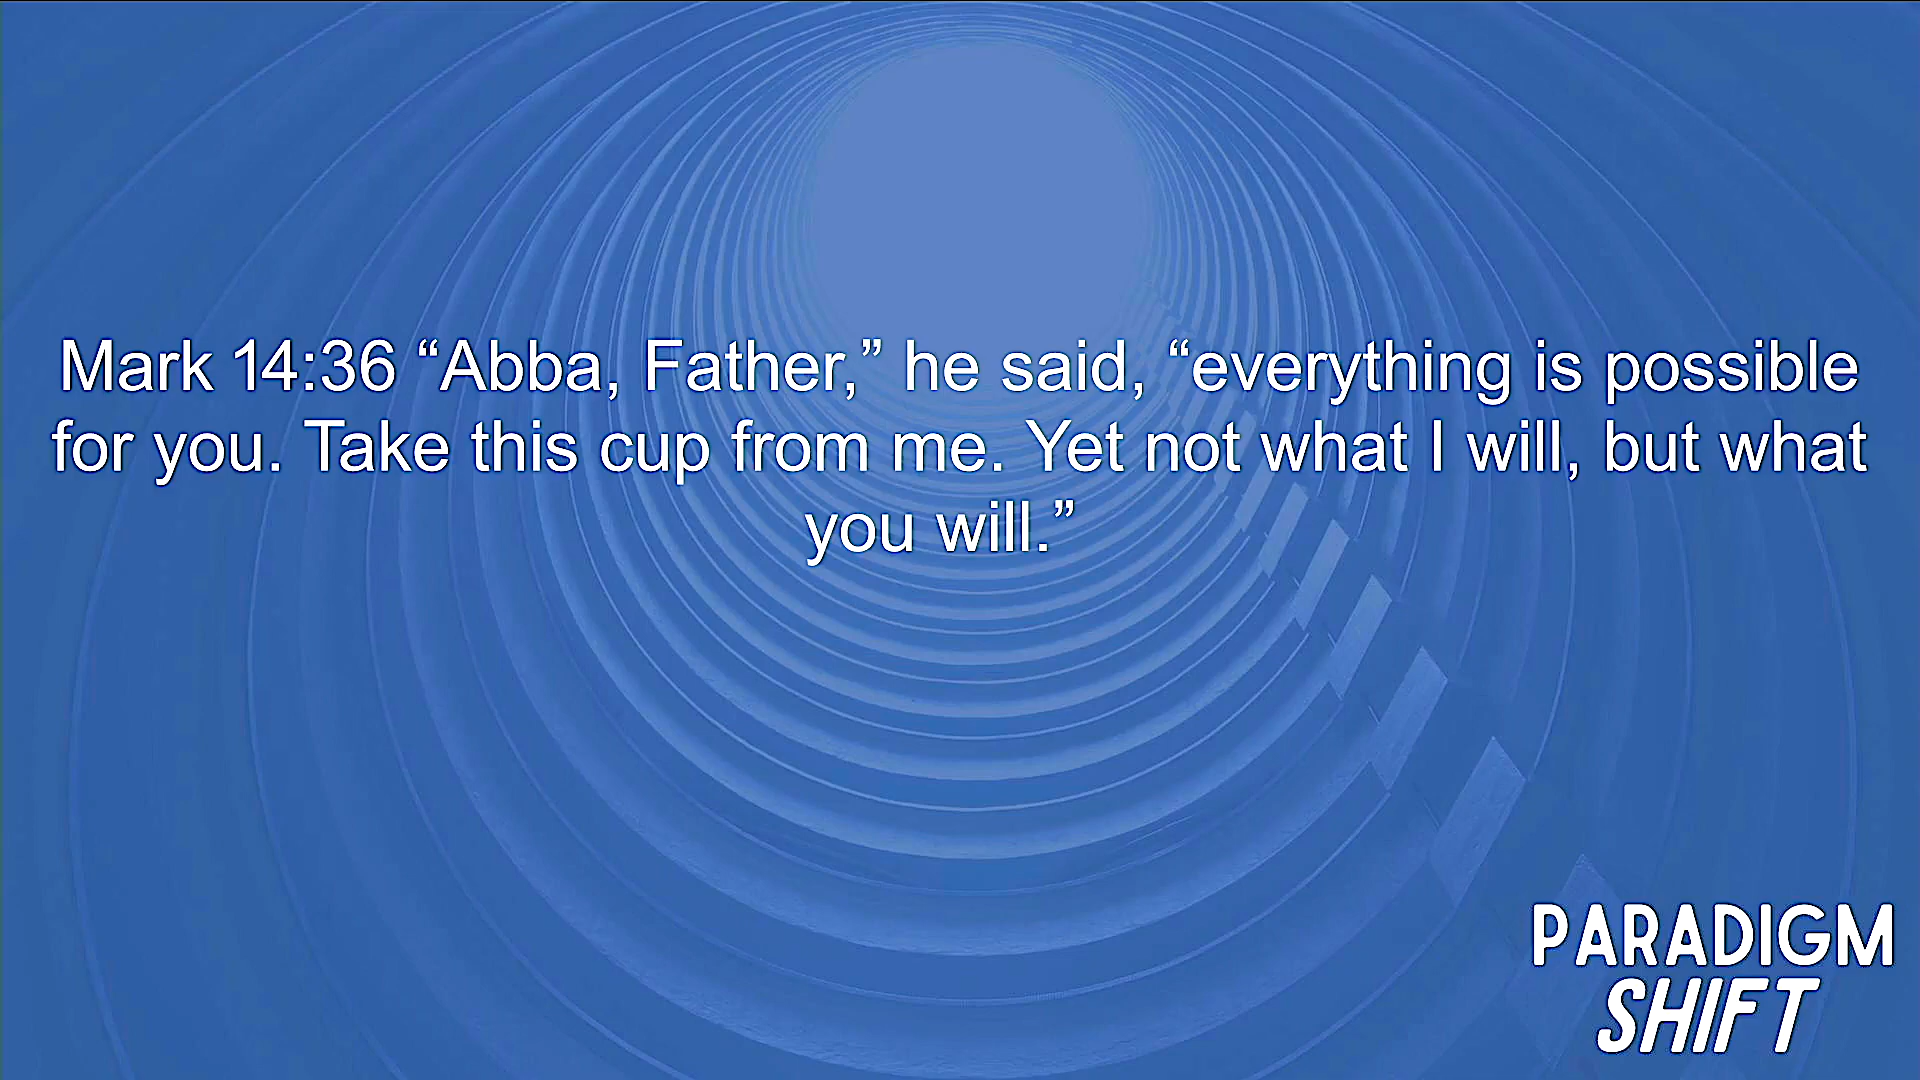 Mark 14:36 “Abba, Father,” he said, “everything is possible
for you. Take this cup from me. Yet not what I will, but what
you will.”
PARADIGM
SHIFT